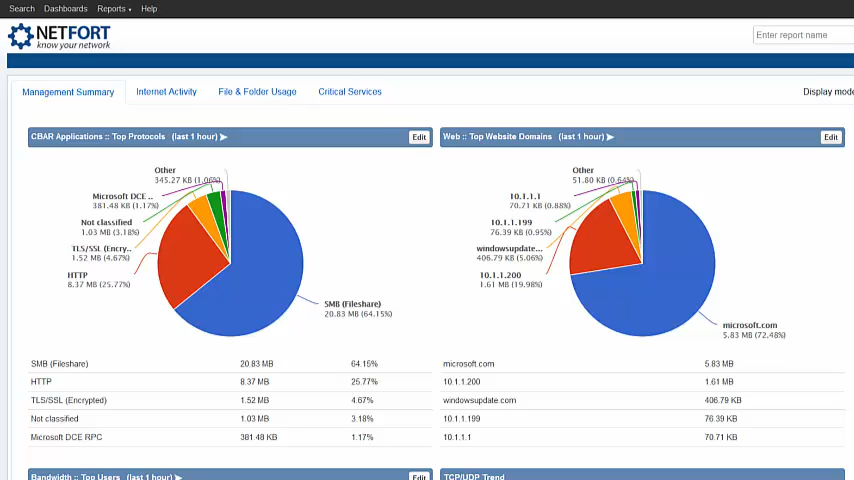 Search Dashboards Reports Help
NETFORT
know your network
Enter report name
Management Summary Internet Activity File & Folder Usage Critical Services Display mode
CBAR Applications :: Top Protocols (last 1 hour) Edit
Other
345.27 KB (1.06%)
Microsoft DCE ..
381.48 KB (1.17%)
Not classified
1.03 MB (3.18%)
TLS/SSL (Encry..
1.52 MB (4.67%)
HTTP
8.37 MB (25.77%)
SMB (Fileshare)
20.83 MB (64.15%)
SMB (Fileshare) 20.83 MB 64.15%
HTTP 8.37 MB 25.77%
TLS/SSL (Encrypted) 1.52 MB 4.67%
Not classified 1.03 MB 3.18%
Microsoft DCE RPC 381.48 KB 1.17%
Web :: Top Website Domains (last 1 hour) Edit
Other
51.80 KB (0.64%)
10.1.1.1
70.71 KB (0.88%)
10.1.1.199
76.39 KB (0.95%)
windowsupdate...
406.79 KB (5.06%)
10.1.1.200
1.61 MB (19.98%)
microsoft.com
5.83 MB (72.48%)
microsoft.com 5.83 MB
10.1.1.200 1.61 MB
windowsupdate.com 406.79 KB
10.1.1.199 76.39 KB
10.1.1.1 70.71 KB
Bandwidth :: Top Users (last 1 hour) Edit
TCP/UDP Trend